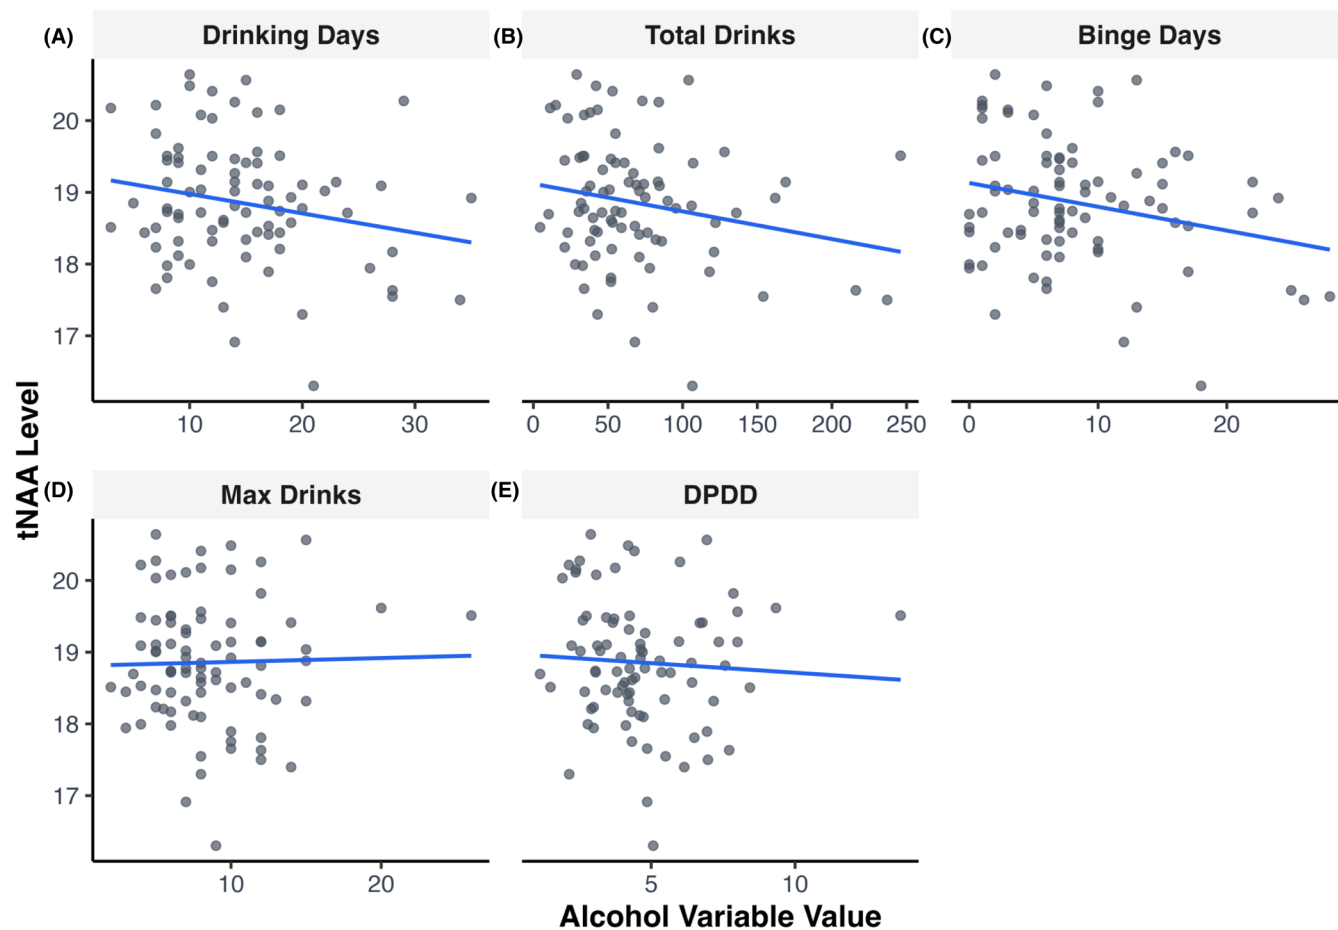 (A) Drinking Days
(B) Total Drinks
(C) Binge Days
20
19
18
17
10 20 30
0 50 100 150 200 250
0 10 20
tNAA Level
(D) Max Drinks
(E) DPDD
20
19
18
17
10 20
5 10
Alcohol Variable Value